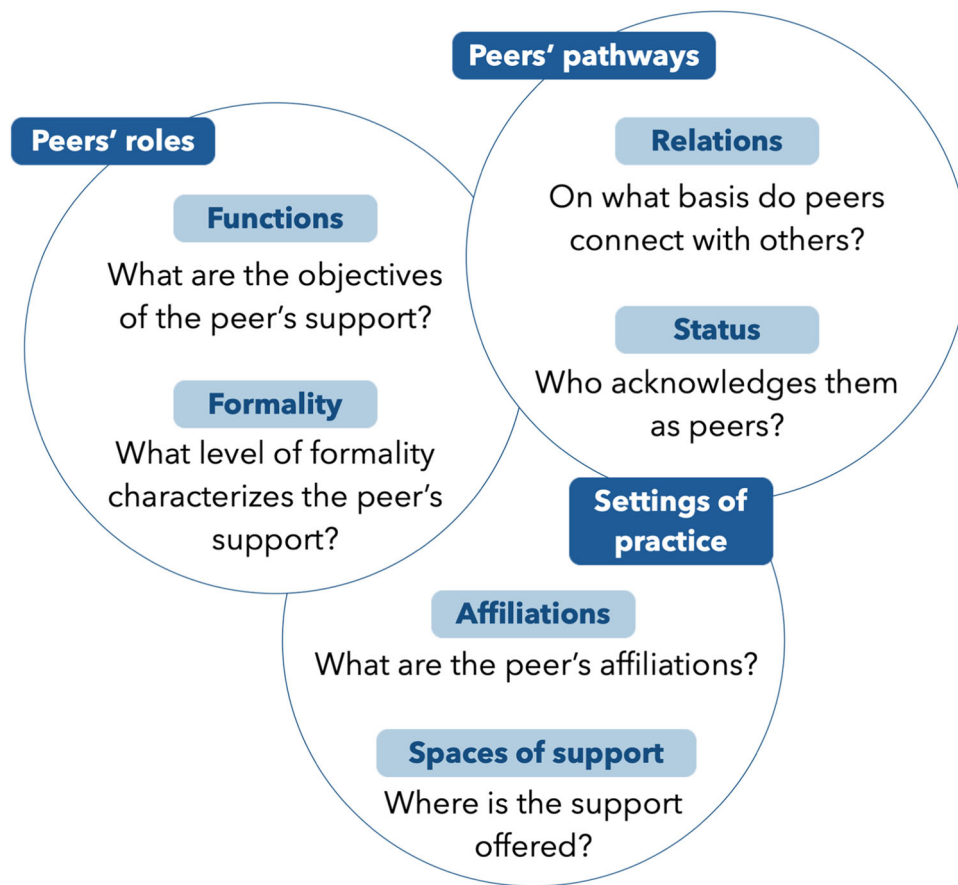 Peers’ roles
Functions
What are the objectives
of the peer’s support?
Formality
What level of formality
characterizes the peer’s
support?
Peers’ pathways
Relations
On what basis do peers
connect with others?
Status
Who acknowledges them
as peers?
Settings of
practice
Affiliations
What are the peer’s affiliations?
Spaces of support
Where is the support
offered?